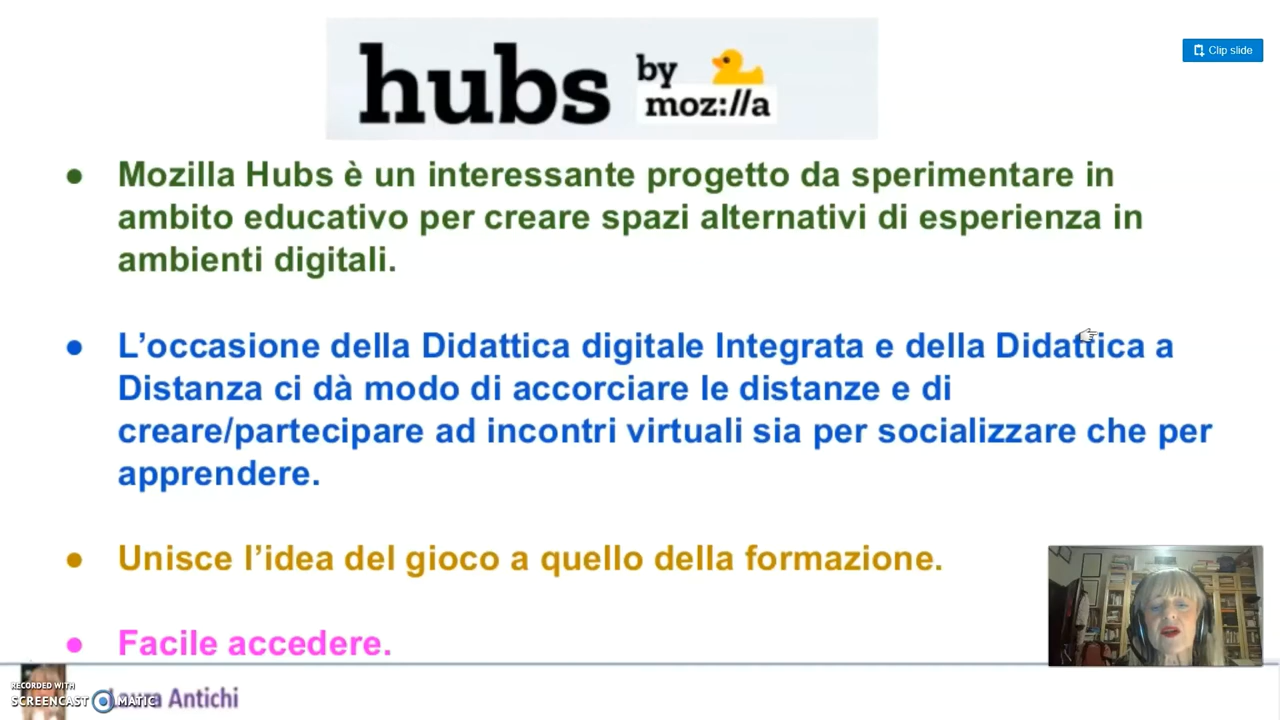 hubs by
moz://a
Clip slide
Mozilla Hubs è un interessante progetto da sperimentare in
ambito educativo per creare spazi alternativi di esperienza in
ambienti digitali.
L’occasione della Didattica digitale Integrata e della Didattica a
Distanza ci dà modo di accorciare le distanze e di
creare/partecipare ad incontri virtuali sia per socializzare che per
apprendere.
Unisce l’idea del gioco a quello della formazione.
Facile accedere.
RECORDED WITH
SCREENCAST MATIC
Laura Antichi